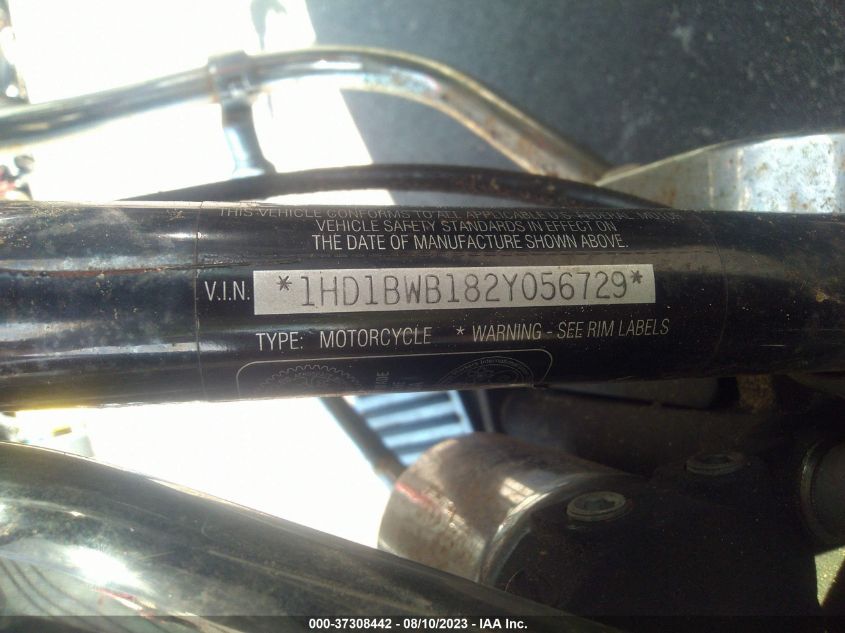 THIS VEHICLE CONFORMS TO ALL APPLICABLE U.S. FEDERAL MOTOR
VEHICLE SAFETY STANDARDS IN EFFECT ON
THE DATE OF MANUFACTURE SHOWN ABOVE.
V.I.N. *1HD1BWB182Y056729*
TYPE: MOTORCYCLE * WARNING - SEE RIM LABELS
000-37308442 - 08/10/2023 - IAA Inc.